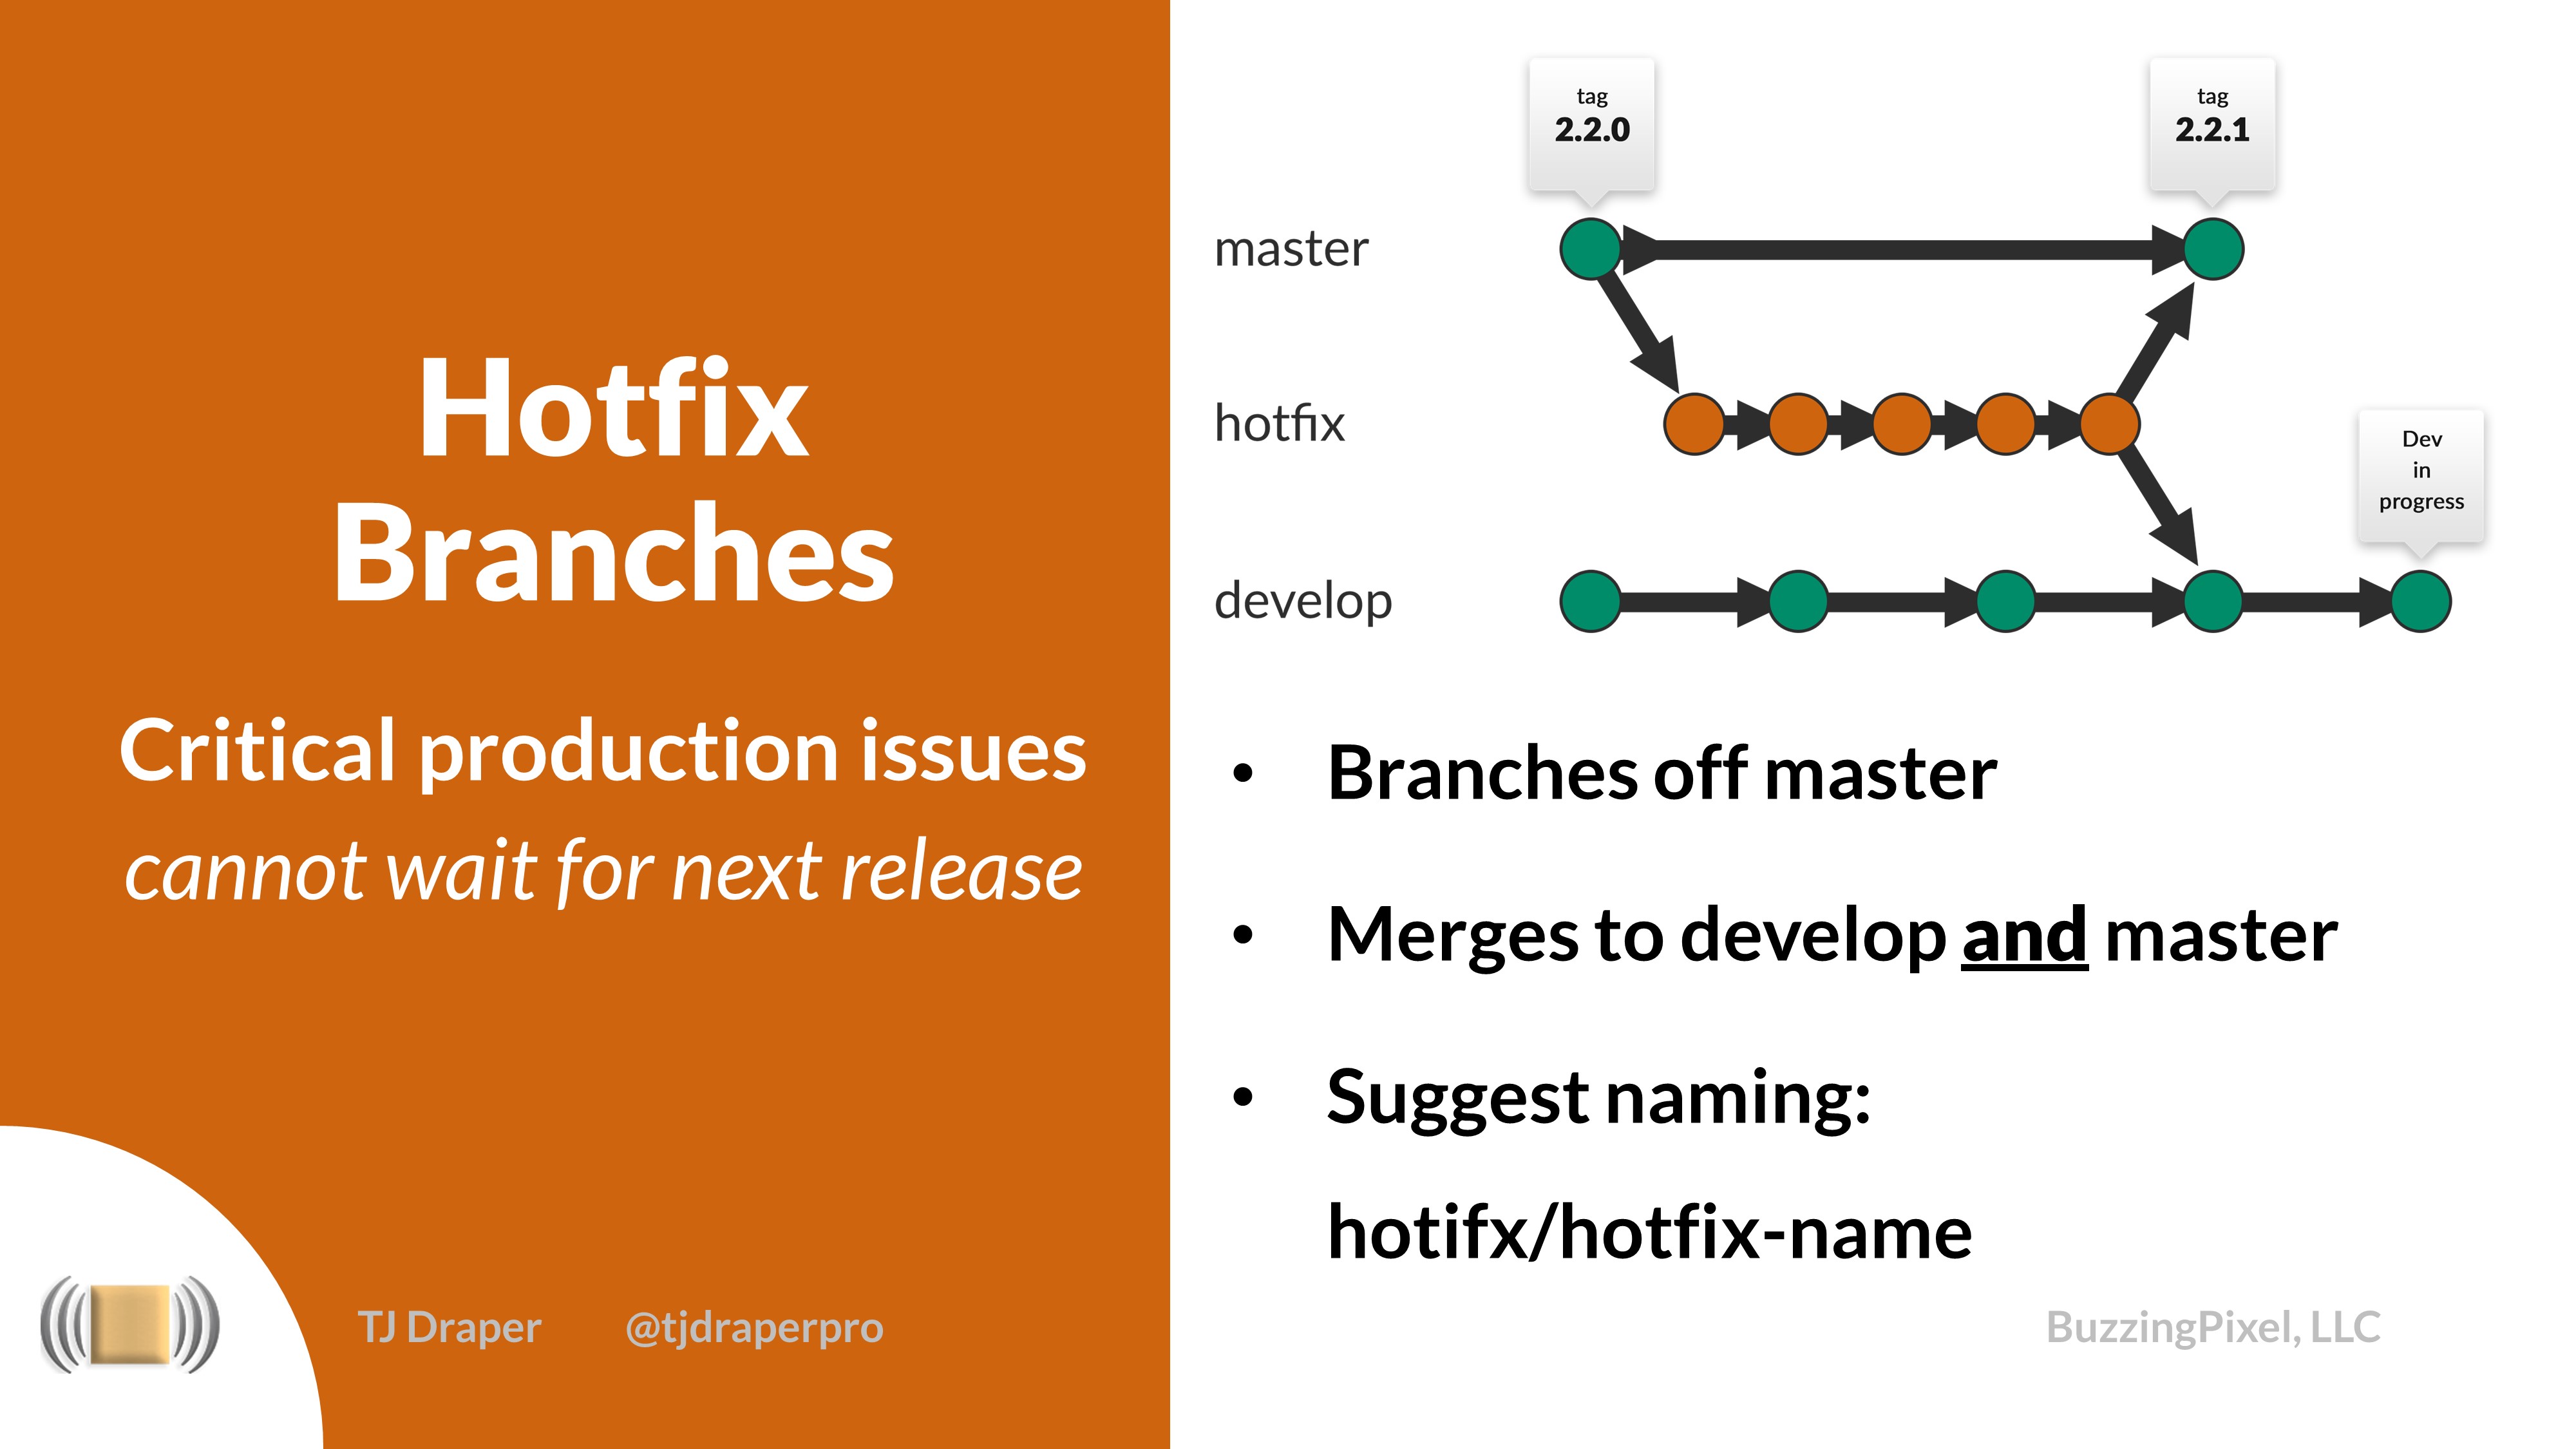 Hotfix
Branches
Critical production issues
cannot wait for next release
TJ Draper @tjdraperpro
tag
2.2.0
tag
2.2.1
master
hotfix
Dev
in
progress
develop
• Branches off master
• Merges to develop and master
• Suggest naming:
hotifx/hotfix-name
BuzzingPixel, LLC